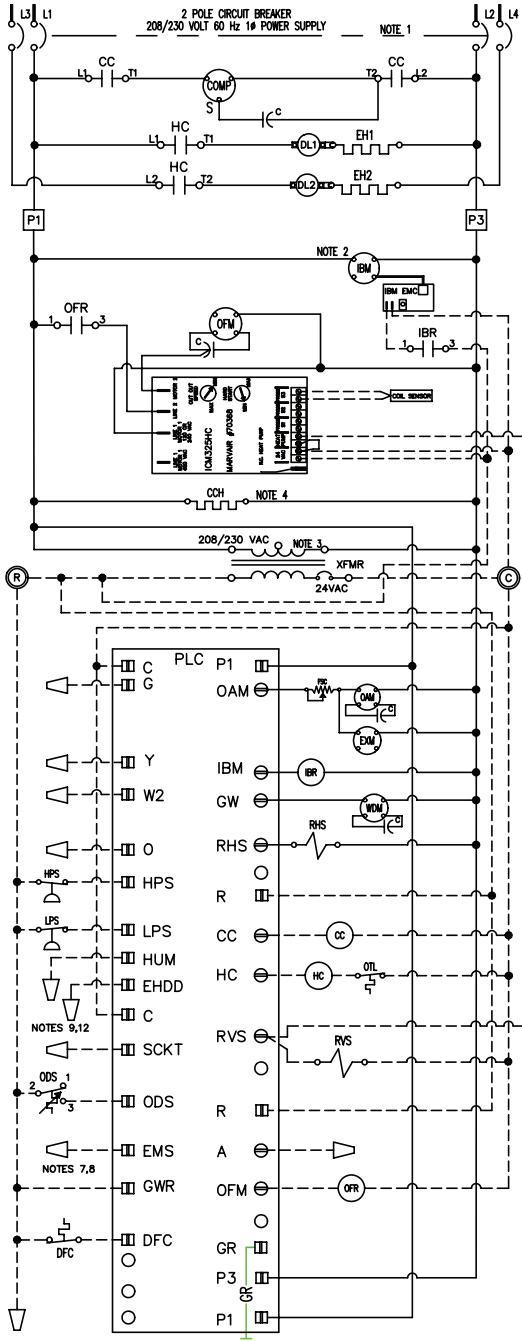 L3 L1 2 POLE CIRCUIT BREAKER L2 L4
208/230 VOLT 60 Hz 1ø POWER SUPPLY NOTE 1
CC CC
L1 T1 COMP T2 L2
S C
HC
L1 T1 DL1 EH1
HC
L2 T2 DL2 EH2
P1 P3
NOTE 2
IBM
IBM EMC
OFR
1 3
OFM
C
IBR
1 3
COIL SENSOR
ICM325HC
MARVAIR #70368
CCH NOTE 4
208/230 VAC NOTE 3
XFMR
R 24VAC C
PLC
C P1
G OAM OAM
C
EXM
Y IBM IBR
W2 GW WDM
C
O RHS RHS
HPS HPS R
LPS LPS CC CC
HUM
EHDD HC HC OTL
NOTES 9,12 C
SCKT RVS RVS
ODS 1
2
3 ODS R
EMS A
NOTES 7,8
GWR OFM OFR
DFC DFC GR
GR
P3
P1